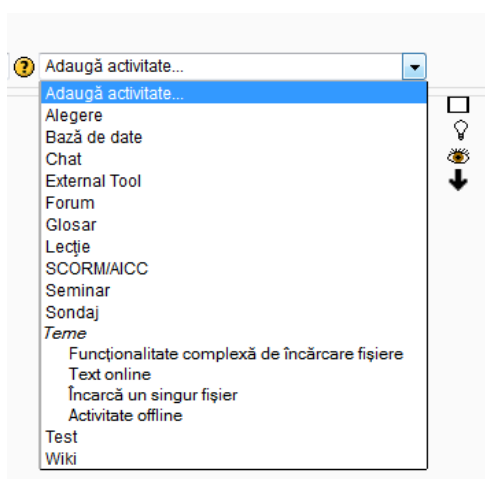 Adaugă activitate...
Adaugă activitate...
Alegere
Bază de date
Chat
External Tool
Forum
Glosar
Lecţie
SCORM/AICC
Seminar
Sondaj
Teme
Funcţionalitate complexă de încărcare fişiere
Text online
Încarcă un singur fişier
Activitate offline
Test
Wiki